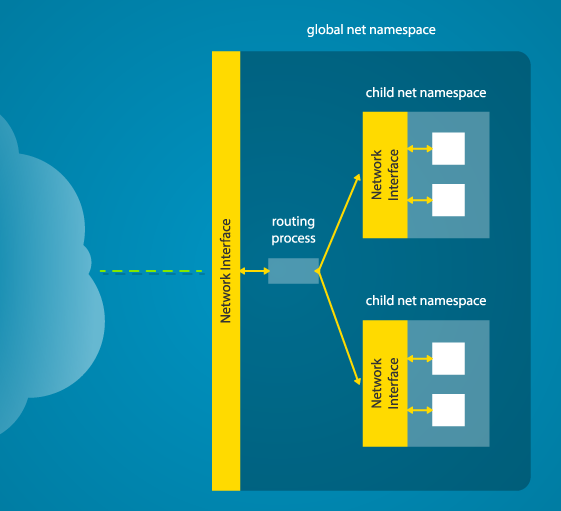 global net namespace
child net namespace
Network
Interface
routing
process
Network Interface
child net namespace
Network
Interface